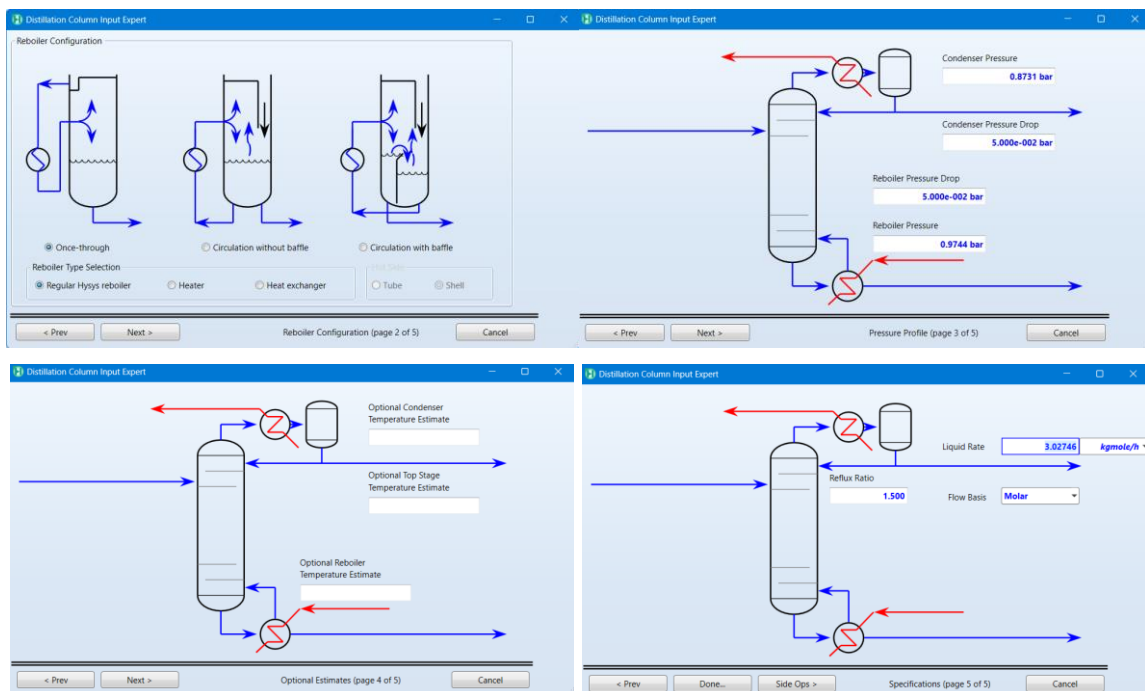 Distillation Column Input Expert
Reboiler Configuration
Once-through
Circulation without baffle
Circulation with baffle
Reboiler Type Selection
Regular Hysys reboiler
Heater
Heat exchanger
Hot Side
Tube
Shell
< Prev
Next >
Reboiler Configuration (page 2 of 5)
Cancel
Distillation Column Input Expert
Condenser Pressure
0.8731 bar
Condenser Pressure Drop
5.000e-002 bar
Reboiler Pressure Drop
5.000e-002 bar
Reboiler Pressure
0.9744 bar
< Prev
Next >
Pressure Profile (page 3 of 5)
Cancel
Distillation Column Input Expert
Optional Condenser
Temperature Estimate
Optional Top Stage
Temperature Estimate
Optional Reboiler
Temperature Estimate
< Prev
Next >
Optional Estimates (page 4 of 5)
Cancel
Distillation Column Input Expert
Liquid Rate
3.02746
kgmole/h
Reflux Ratio
1.500
Flow Basis
Molar
< Prev
Done...
Side Ops >
Specifications (page 5 of 5)
Cancel